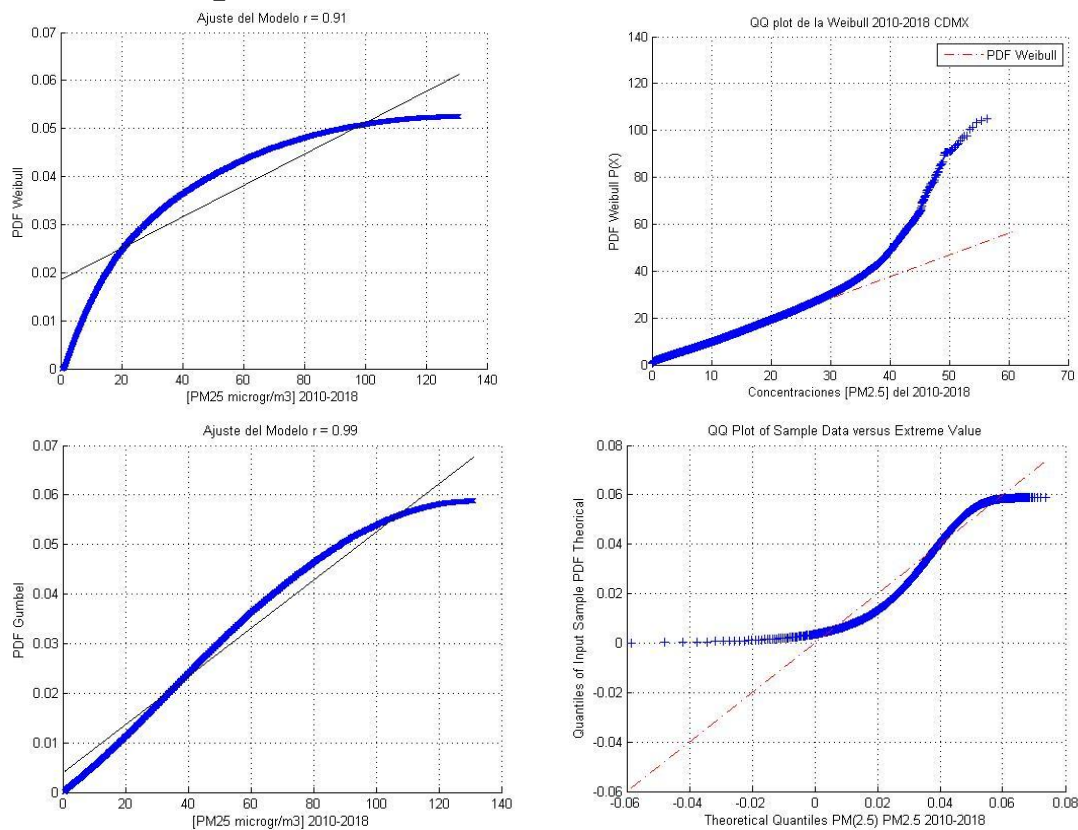 Ajuste del Modelo r = 0.91
0.07
0.06
0.05
0.04
0.03
0.02
0.01
0
PDF Weibull
0 20 40 60 80 100 120 140
[PM25 microgr/m3] 2010-2018
QQ plot de la Weibull 2010-2018 CDMX
PDF Weibull
140
120
100
80
60
40
20
0
PDF Weibull P(X)
0 10 20 30 40 50 60 70
Concentraciones [PM2.5] del 2010-2018
Ajuste del Modelo r = 0.99
0.07
0.06
0.05
0.04
0.03
0.02
0.01
0
PDF Gumbel
0 20 40 60 80 100 120 140
[PM25 microgr/m3] 2010-2018
QQ Plot of Sample Data versus Extreme Value
0.08
0.06
0.04
0.02
0
-0.02
-0.04
-0.06
Quantiles of Input Sample PDF Theorical
-0.06 -0.04 -0.02 0 0.02 0.04 0.06 0.08
Theoretical Quantiles PM(2.5) PM2.5 2010-2018